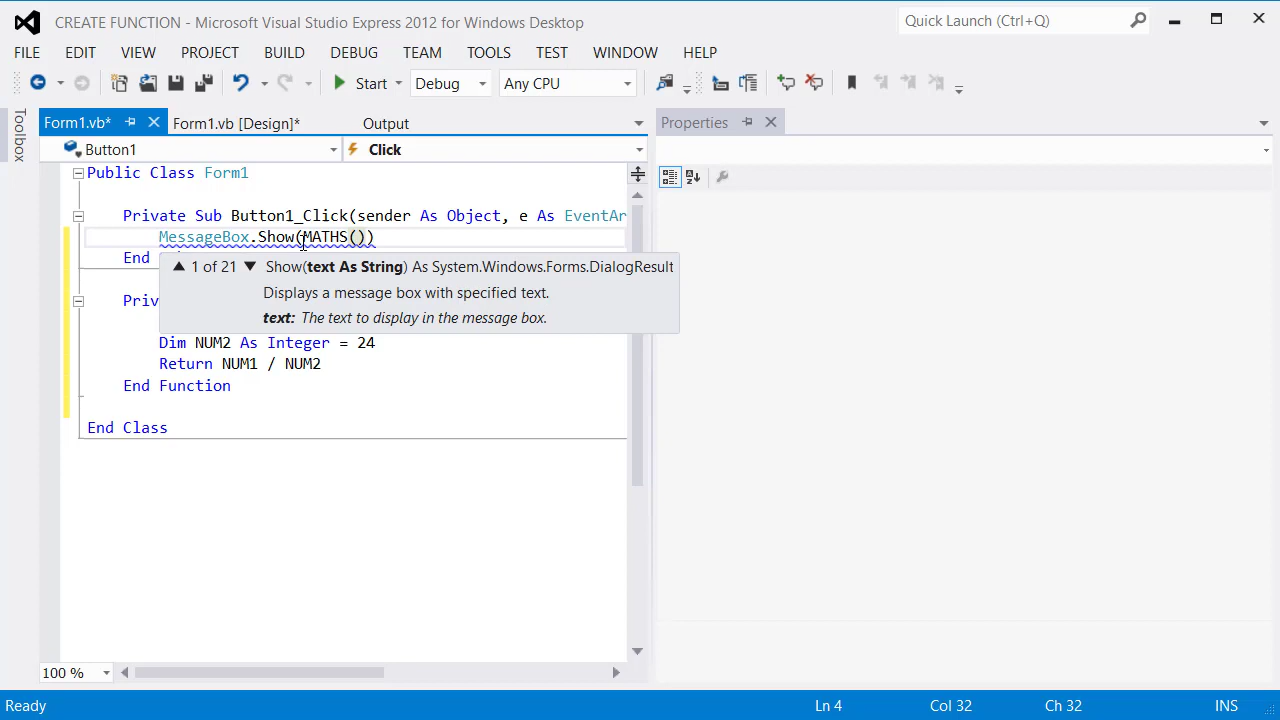 CREATE FUNCTION - Microsoft Visual Studio Express 2012 for Windows Desktop
Quick Launch (Ctrl+Q)
FILE EDIT VIEW PROJECT BUILD DEBUG TEAM TOOLS TEST WINDOW HELP
Start Debug Any CPU
Toolbox
Form1.vb* Form1.vb [Design]* Output
Properties
Button1 Click
Public Class Form1
Private Sub Button1_Click(sender As Object, e As EventAr
MessageBox.Show(MATHS())
End
1 of 21 Show(text As String) As System.Windows.Forms.DialogResult
Displays a message box with specified text.
Priv
text: The text to display in the message box.
Dim NUM2 As Integer = 24
Return NUM1 / NUM2
End Function
End Class
100 %
Ready Ln 4 Col 32 Ch 32 INS